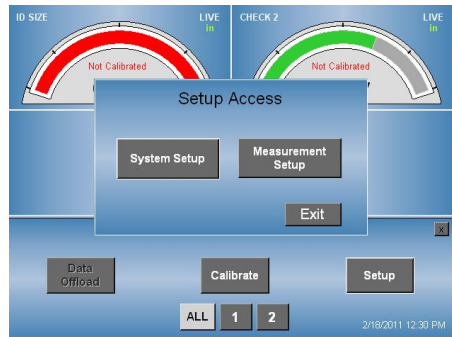 ID SIZE
LIVE
in
CHECK 2
LIVE
in
Not Calibrated
Not Calibrated
Setup Access
System Setup
Measurement
Setup
Exit
x
Data
Offload
Calibrate
Setup
ALL
1
2
2/18/2011 12:30 PM